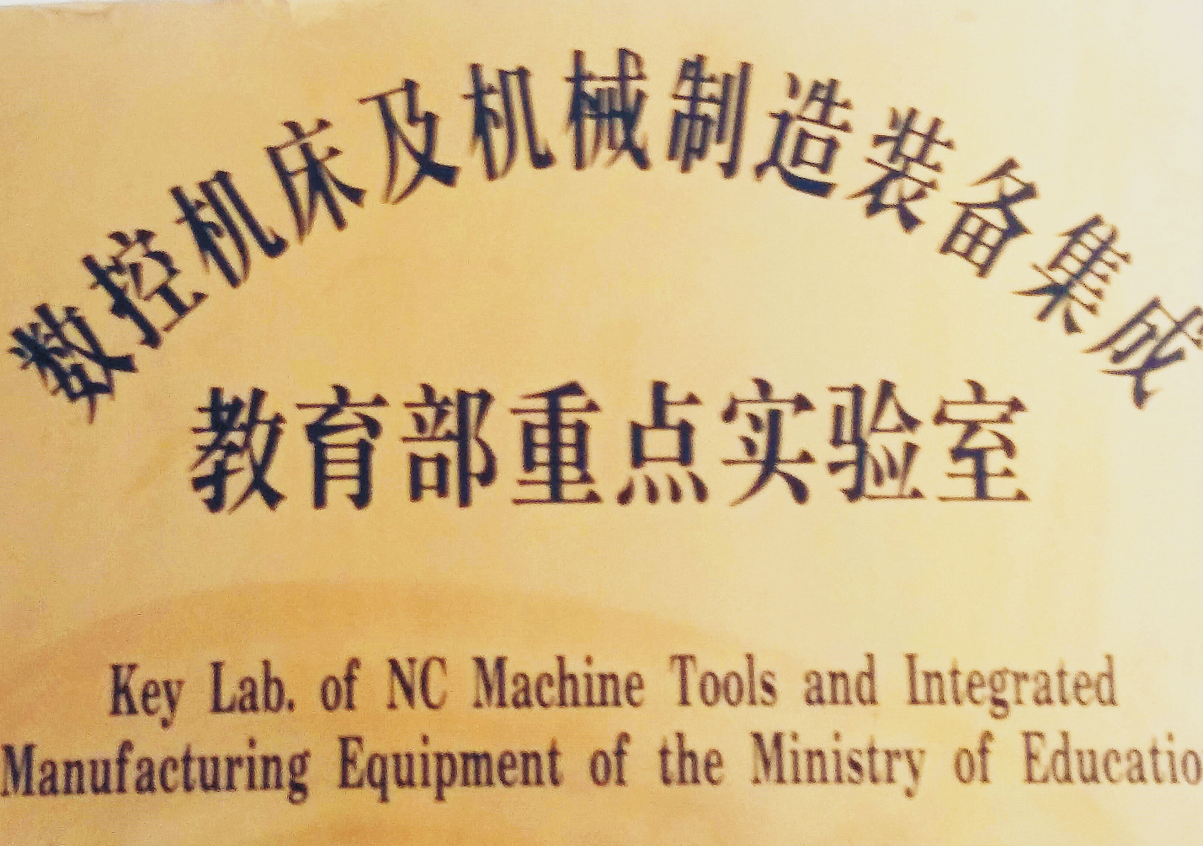 数控机床及机械制造装备集成
教育部重点实验室
Key Lab. of NC Machine Tools and Integrated
Manufacturing Equipment of the Ministry of Educatio